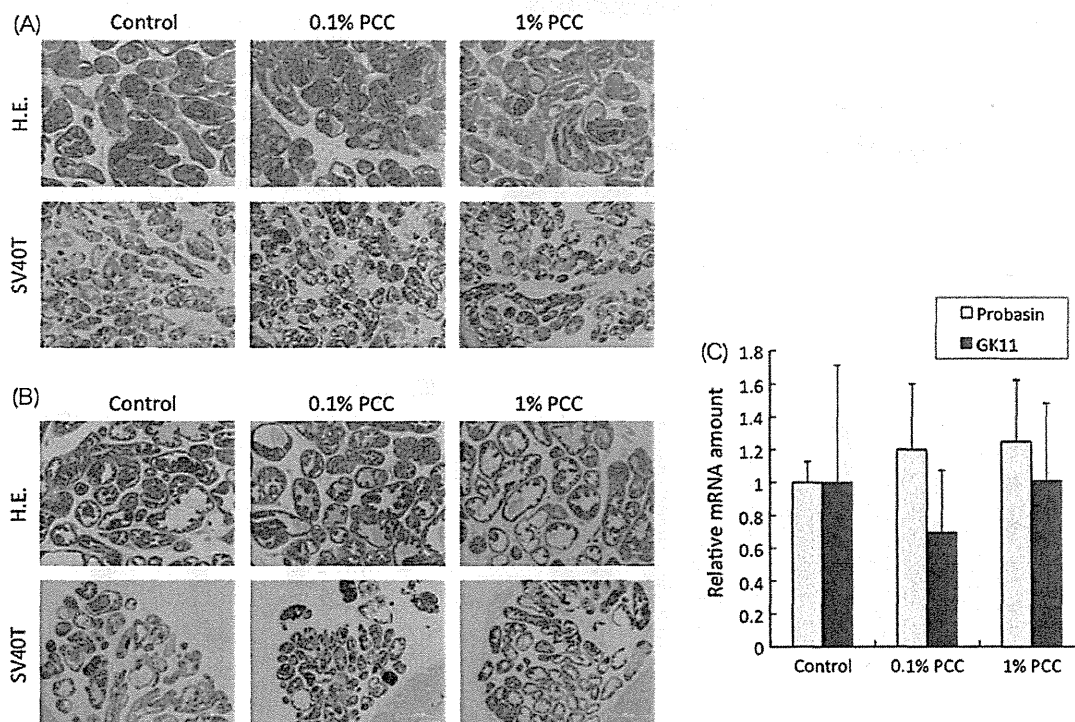 (A)
Control 0.1% PCC 1% PCC
H.E.
SV40T
(B)
Control 0.1% PCC 1% PCC
H.E.
SV40T
(C)
Probasin
GK11
Relative mRNA amount
1.8
1.6
1.4
1.2
1
0.8
0.6
0.4
0.2
0
Control 0.1% PCC 1% PCC